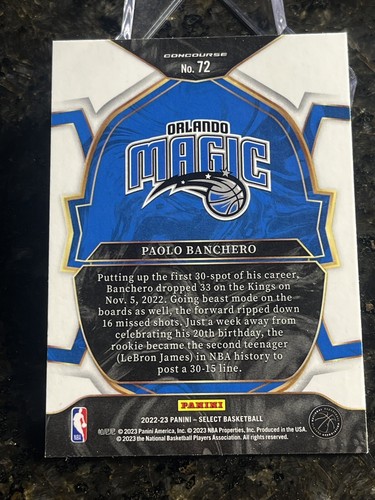 CONCOURSE
No. 72
ORLANDO
MAGIC
PAOLO BANCHERO
Putting up the first 30-spot of his career,
Banchero dropped 33 on the Kings on
Nov. 5, 2022. Going beast mode on the
boards as well, the forward ripped down
16 missed shots. Just a week away from
celebrating his 20th birthday, the
rookie became the second teenager
(LeBron James) in NBA history to
post a 30-15 line.
PANINI
2022-23 PANINI – SELECT BASKETBALL
帕尼尼 © 2023 Panini America, Inc. © 2023 NBA Properties, Inc. Produced in the USA.
© 2023 the National Basketball Players Association. All rights reserved.
NBA